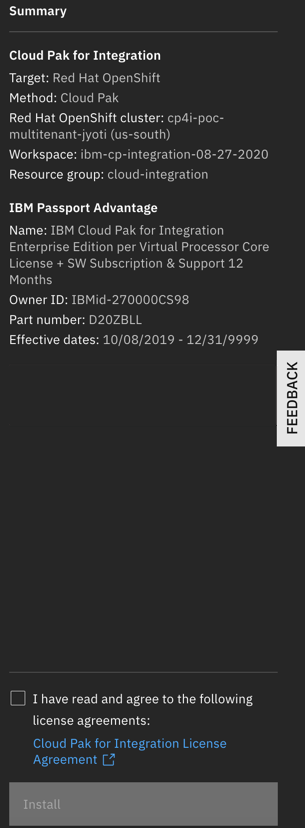 Summary
Cloud Pak for Integration
Target: Red Hat OpenShift
Method: Cloud Pak
Red Hat OpenShift cluster: cp4i-poc-
multitenant-jyoti (us-south)
Workspace: ibm-cp-integration-08-27-2020
Resource group: cloud-integration
IBM Passport Advantage
Name: IBM Cloud Pak for Integration
Enterprise Edition per Virtual Processor Core
License + SW Subscription & Support 12
Months
Owner ID: IBMid-270000CS98
Part number: D20ZBLL
Effective dates: 10/08/2019 - 12/31/9999
FEEDBACK
I have read and agree to the following
license agreements:
Cloud Pak for Integration License
Agreement
Install